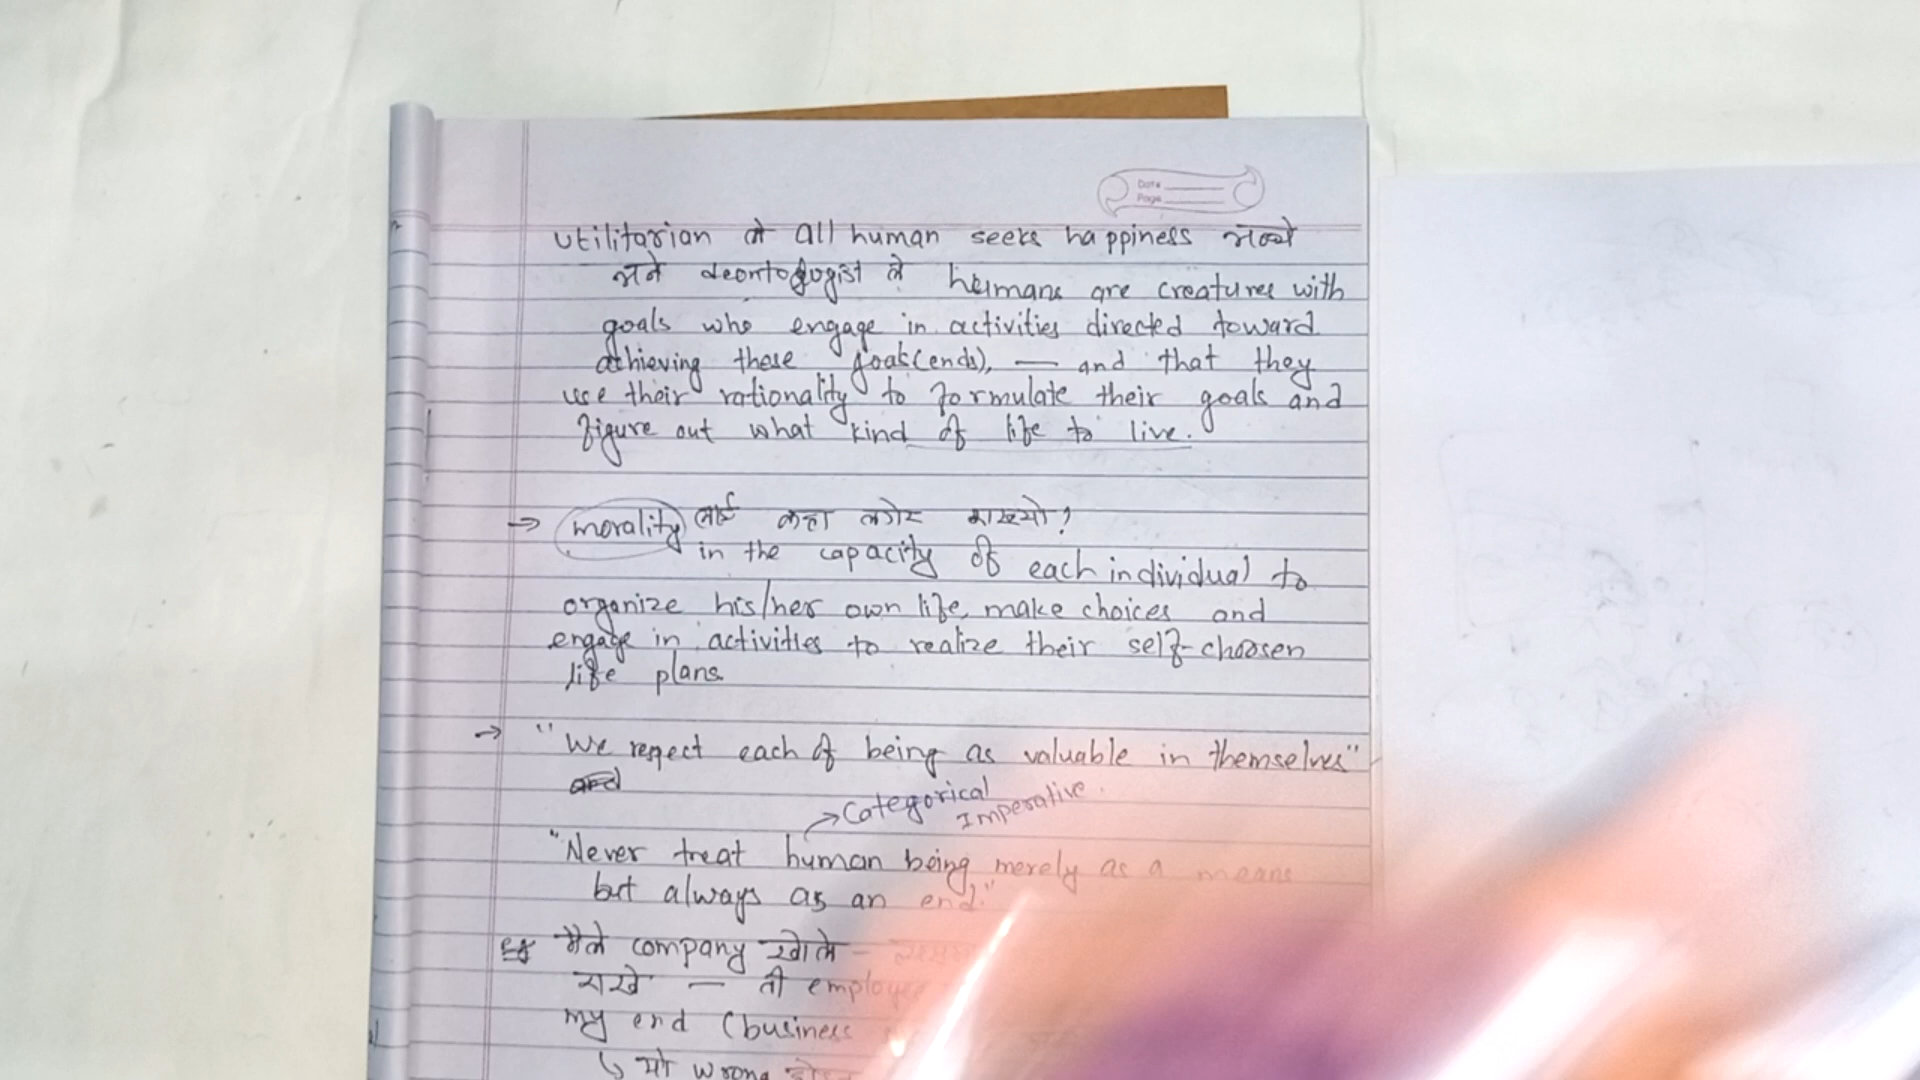 Date
Page
utilitarian ले all human seeks happiness भन्थे
भने deontologist ले humans are creatures with
goals who engage in activities directed toward
achieving these goals(ends), — and that they
use their rationality to formulate their goals and
figure out what kind of life to live.
→ morality लाई कहाँ लगेर राख्यो?
in the capacity of each individual to
organize his/her own life, make choices and
engage in activities to realize their self-choosen
life plans.
→ "We respect each of being as valuable in themselves"
→ Categorical
Imperative.
"Never treat human being merely as a means
but always as an end."
eg मैले company खोले -
राखे — ती employee
my end (business
↳ यो wrong